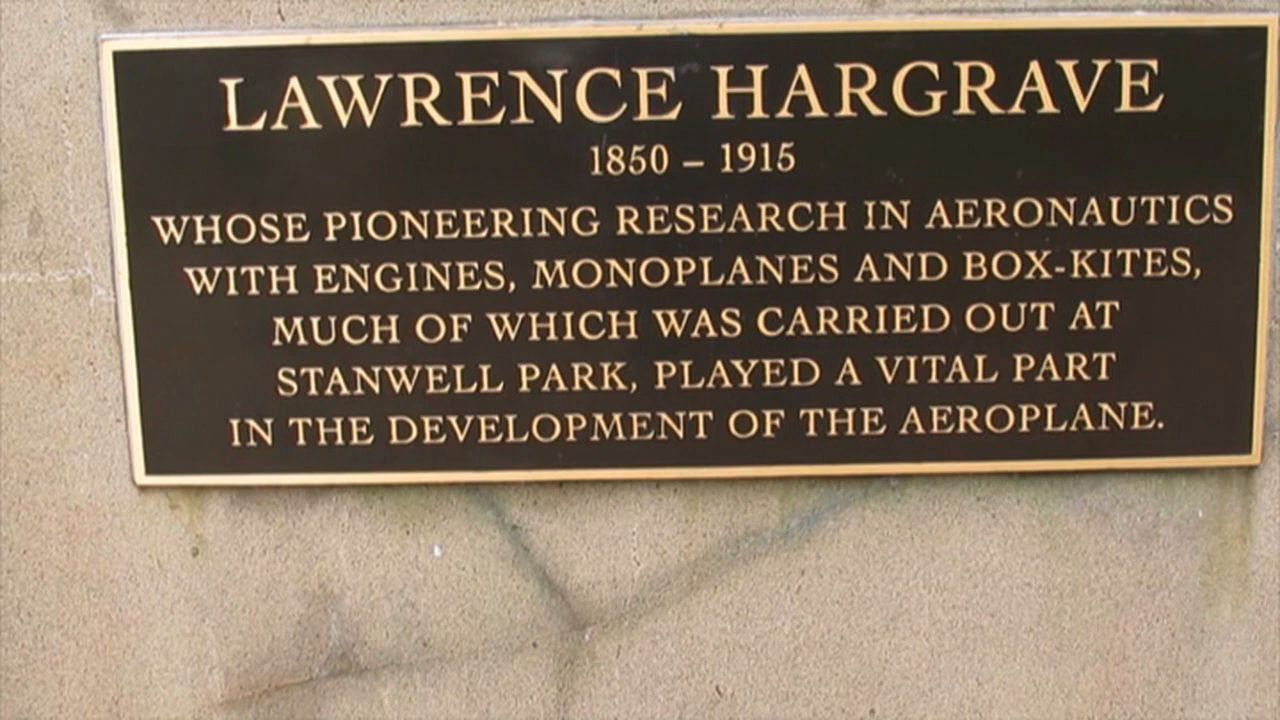 LAWRENCE HARGRAVE
1850 – 1915
WHOSE PIONEERING RESEARCH IN AERONAUTICS
WITH ENGINES, MONOPLANES AND BOX-KITES,
MUCH OF WHICH WAS CARRIED OUT AT
STANWELL PARK, PLAYED A VITAL PART
IN THE DEVELOPMENT OF THE AEROPLANE.